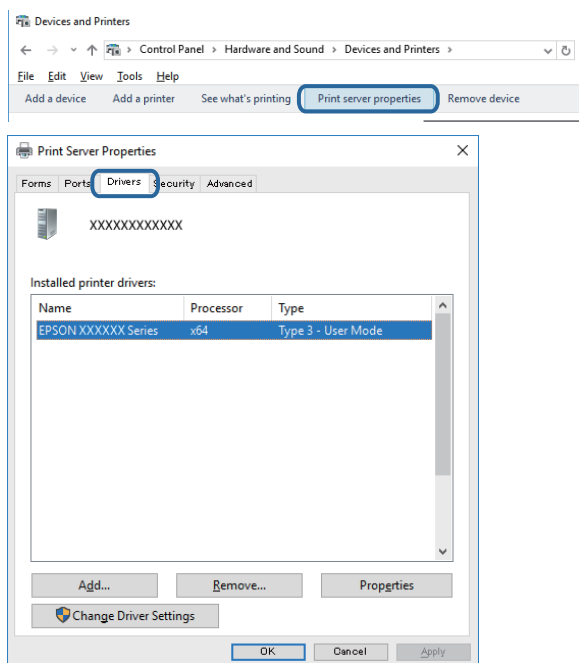 Devices and Printers
Control Panel > Hardware and Sound > Devices and Printers >
File Edit View Tools Help
Add a device Add a printer See what's printing Print server properties Remove device
Print Server Properties
Forms Ports Drivers Security Advanced
XXXXXXXXXXXX
Installed printer drivers:
Name Processor Type
EPSON XXXXXX Series x64 Type 3 - User Mode
Add... Remove... Properties
Change Driver Settings
OK Cancel Apply